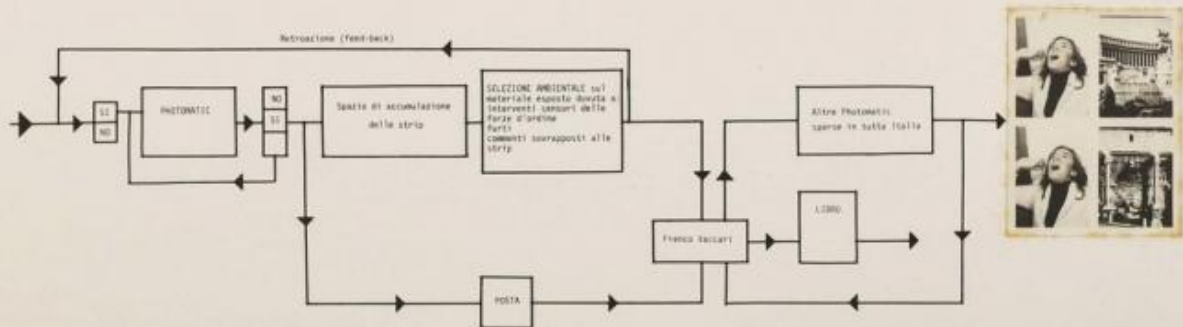 Retroazione (feed-back)
SI
NO
PHOTOMATIC
NO
SI
Spazio di accumulazione
delle strip
SELEZIONE AMBIENTALE sul
materiale esposto dovuta a:
interventi censori delle
forze d'ordine
furti
commenti sovrapposti alle
strip
Altre Photomatic
sparse in tutta Italia
LIBRO
Franco Vaccari
POSTA